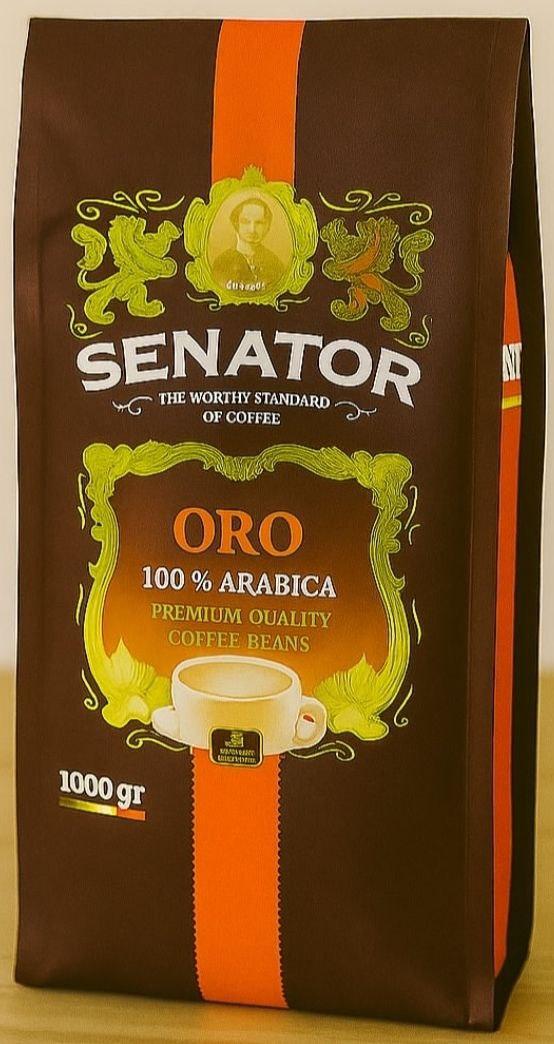 SENATOR
THE WORTHY STANDARD
OF COFFEE
ORO
100 % ARABICA
PREMIUM QUALITY
COFFEE BEANS
1000 gr